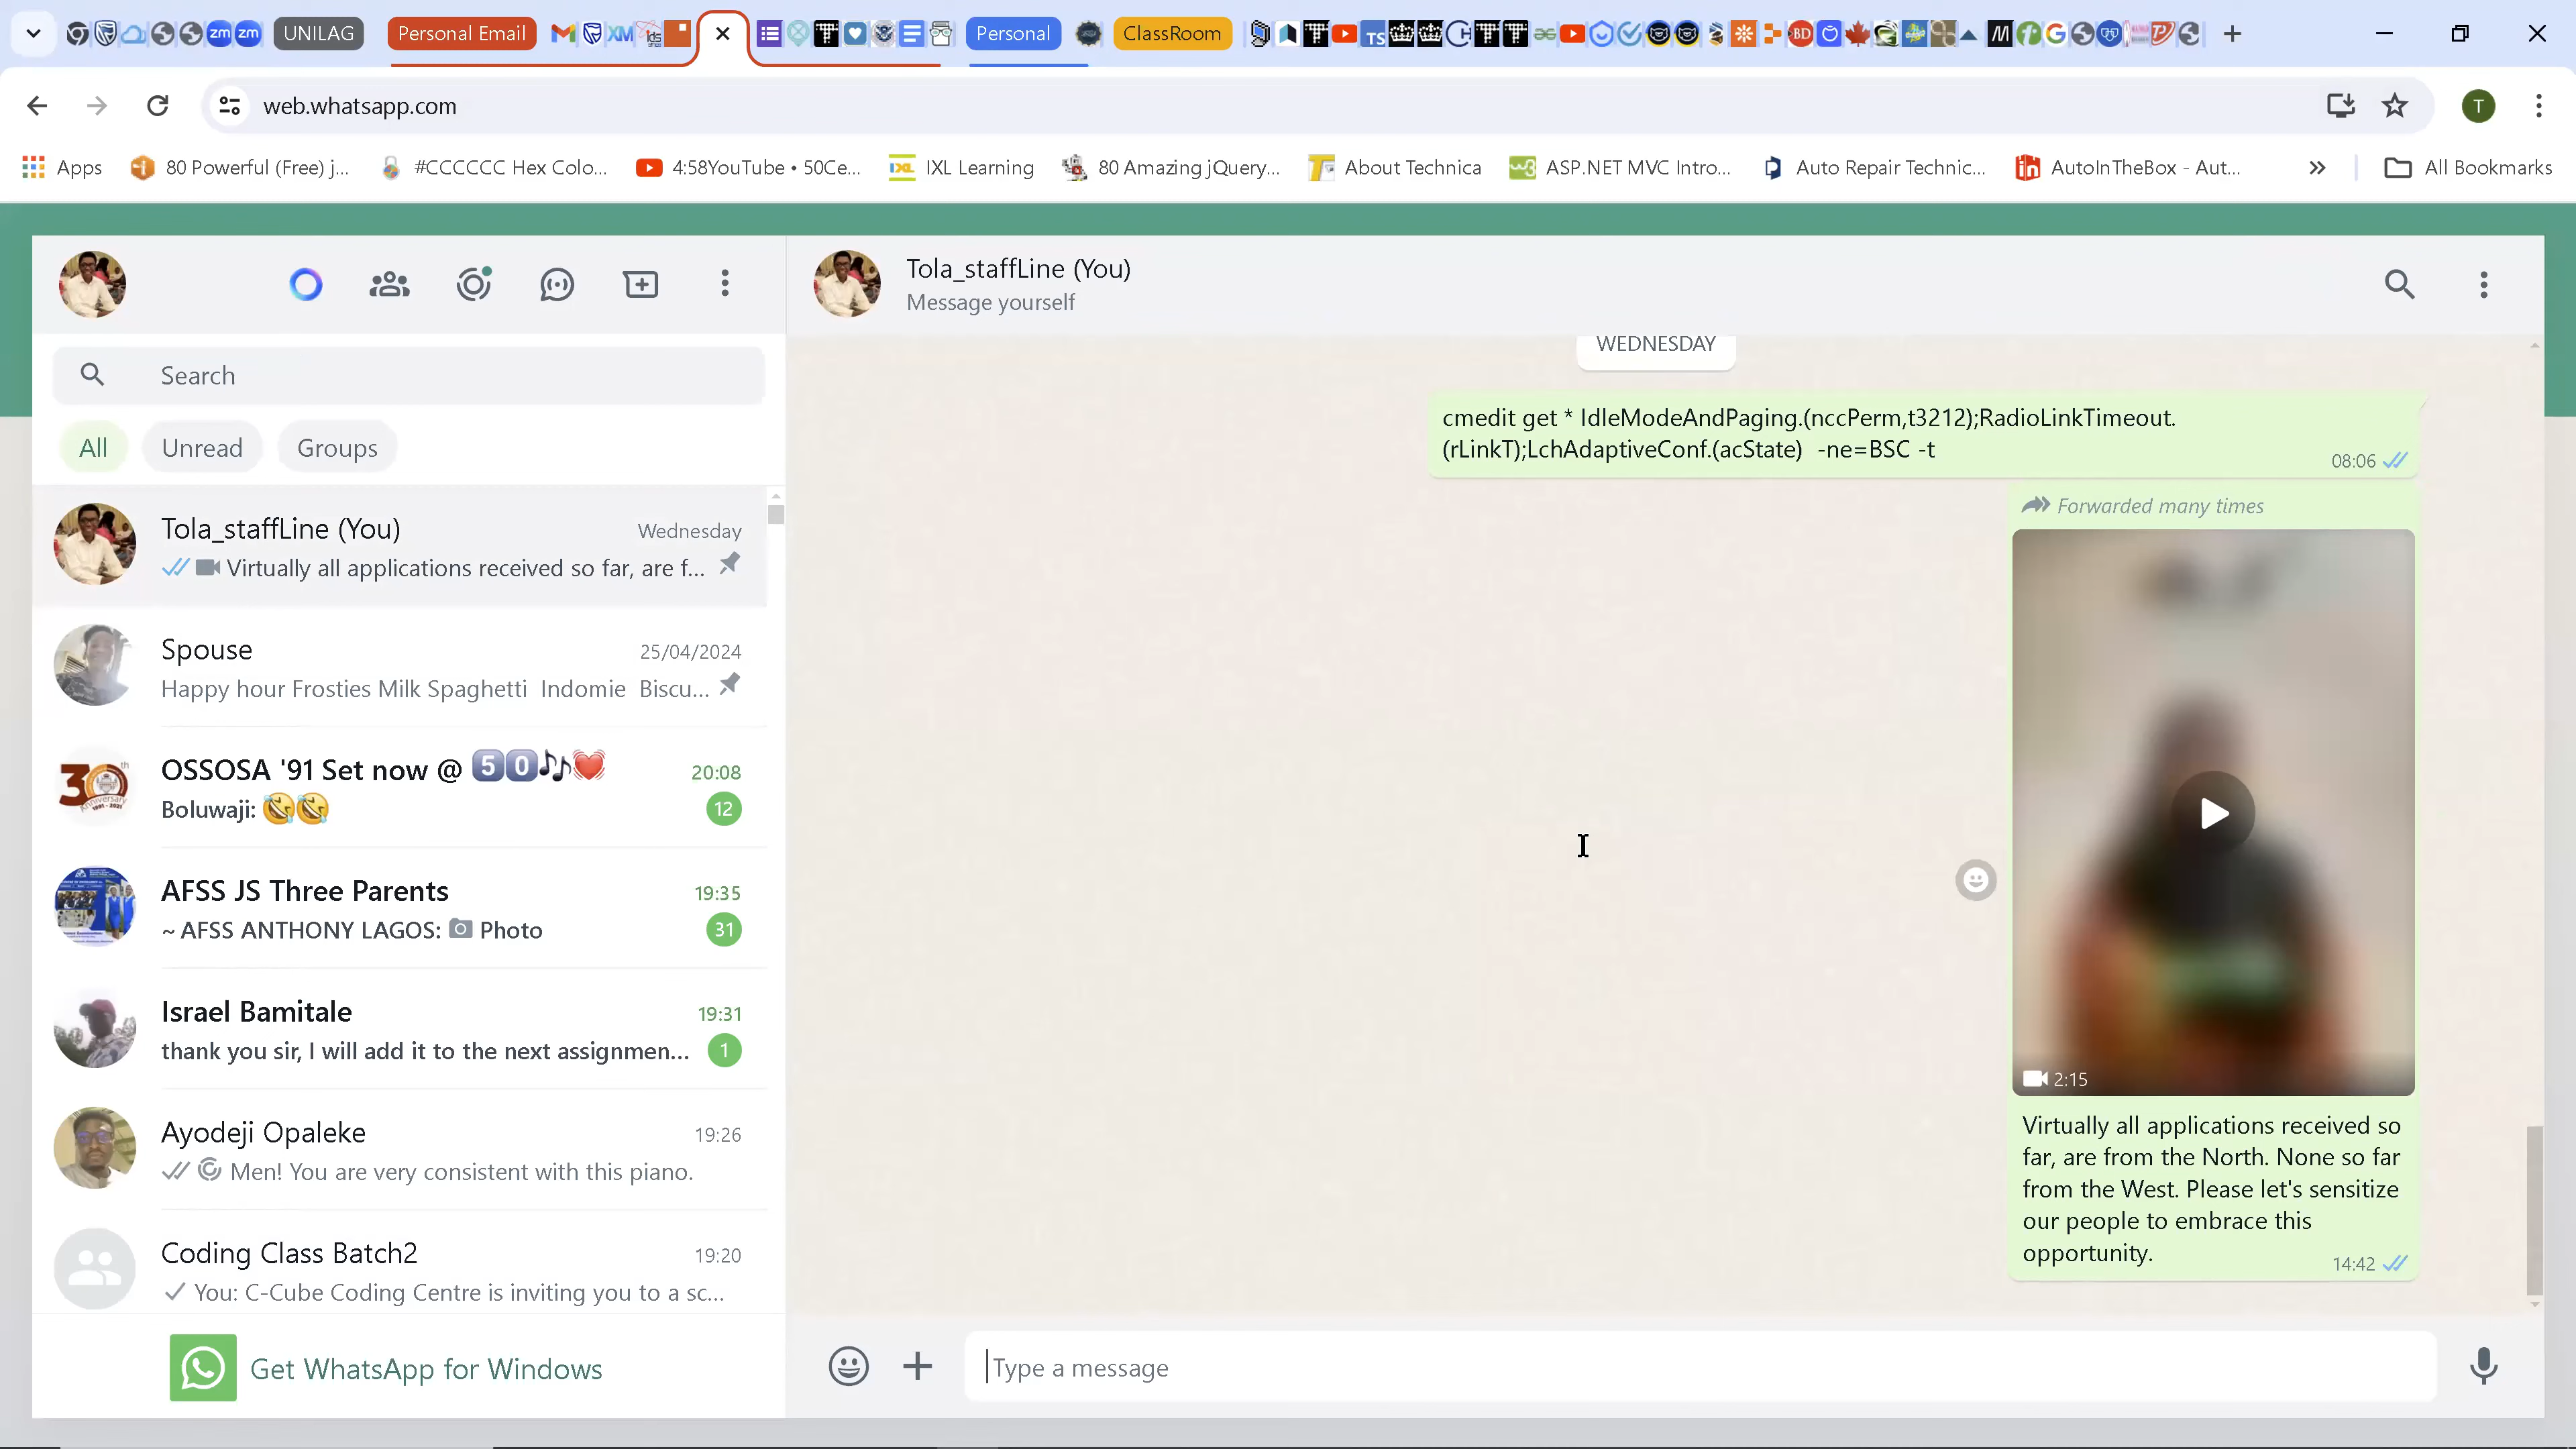 UNILAG
Personal Email
Personal
ClassRoom
web.whatsapp.com
T
Apps
80 Powerful (Free) j...
#CCCCCC Hex Colo...
4:58YouTube • 50Ce...
IXL Learning
80 Amazing jQuery...
About Technica
ASP.NET MVC Intro...
Auto Repair Technic...
AutoInTheBox - Aut...
All Bookmarks
Search
All
Unread
Groups
Tola_staffLine (You)
Wednesday
Virtually all applications received so far, are f...
Spouse
25/04/2024
Happy hour Frosties Milk Spaghetti Indomie Biscu...
OSSOSA '91 Set now @ 5️⃣0️⃣🎶💓
20:08
Boluwaji: 🤣🤣
12
AFSS JS Three Parents
19:35
~ AFSS ANTHONY LAGOS: Photo
31
Israel Bamitale
19:31
thank you sir, I will add it to the next assignmen...
1
Ayodeji Opaleke
19:26
Men! You are very consistent with this piano.
Coding Class Batch2
19:20
You: C-Cube Coding Centre is inviting you to a sc...
Get WhatsApp for Windows
Tola_staffLine (You)
Message yourself
WEDNESDAY
cmedit get * IdleModeAndPaging.(nccPerm,t3212);RadioLinkTimeout.
(rLinkT);LchAdaptiveConf.(acState)  -ne=BSC -t
08:06
Forwarded many times
2:15
Virtually all applications received so
far, are from the North. None so far
from the West. Please let's sensitize
our people to embrace this
opportunity.
14:42
Type a message